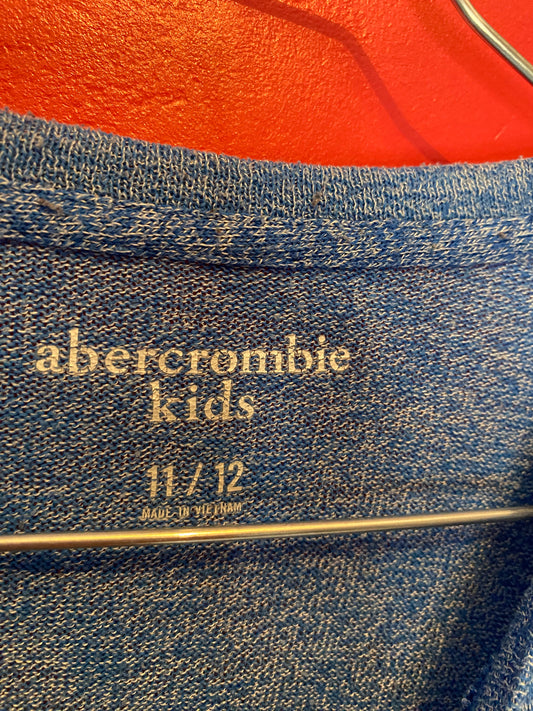 abercrombie
kids
11 / 12
MADE IN VIETNAM